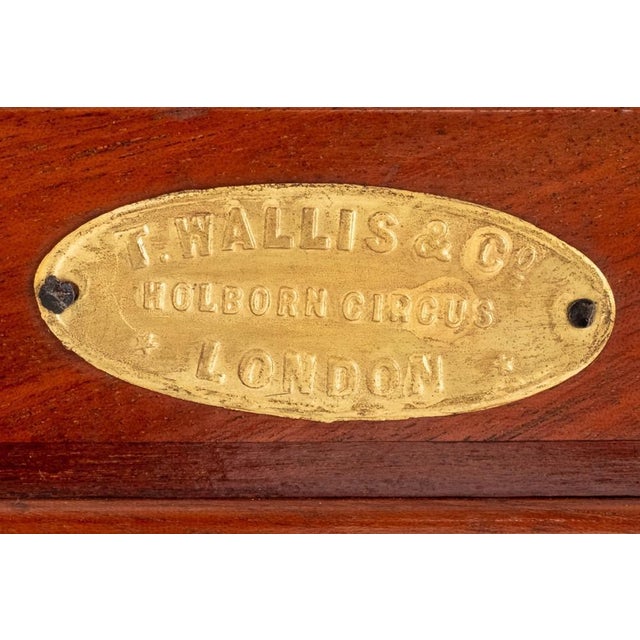 T. WALLIS & Co
HOLBORN CIRCUS
* LONDON *